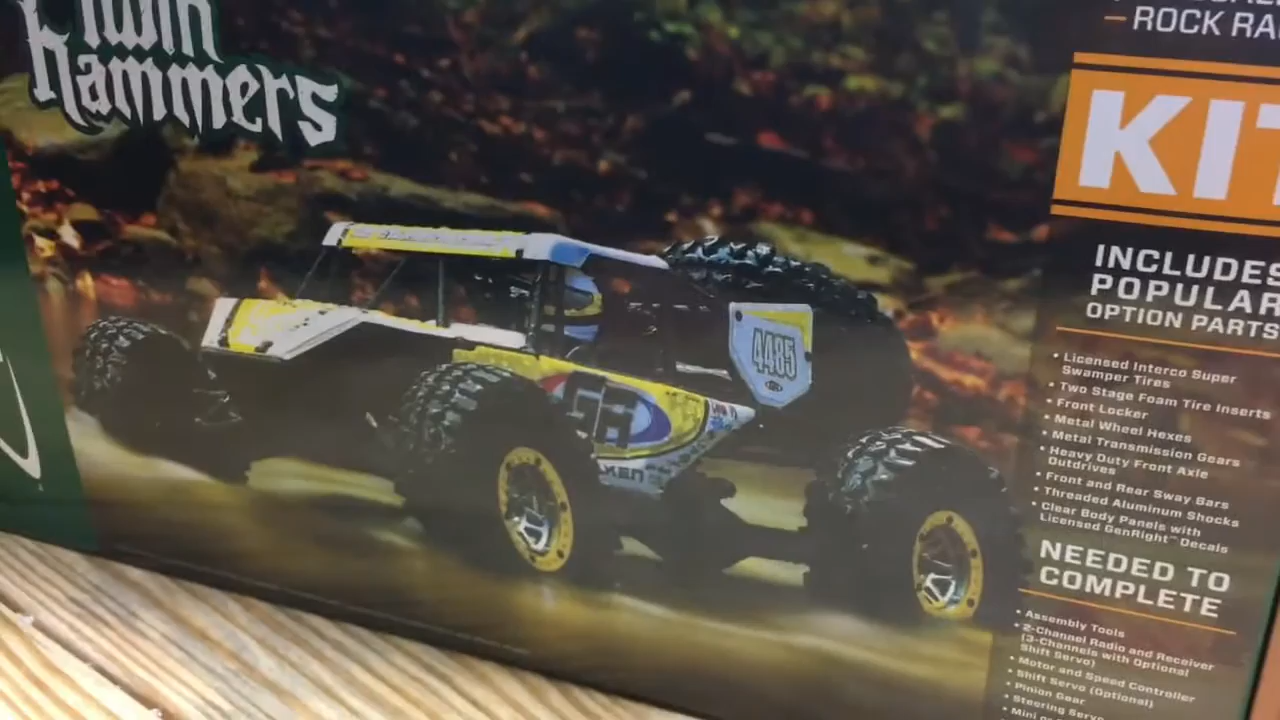 Twin
hammers
– ROCK
KIT
INCLUDES
POPULAR
OPTION PARTS
• Licensed Interco Super
Swamper Tires
• Two Stage Foam Tire Inserts
• Front Locker
• Metal Wheel Hexes
• Metal Transmission Gears
• Heavy Duty Front Axle
Outdrives
• Front and Rear Sway Bars
• Threaded Aluminum Shocks
• Clear Body Panels with
Licensed GenRight™ Decals
NEEDED TO
COMPLETE
• Assembly Tools
• 2-Channel Radio and Receiver
(3-Channels with Optional
Shift Servo)
• Motor and Speed Controller
• Shift Servo (Optional)
• Pinion Gear
• Steering Servo
• Mini
4485